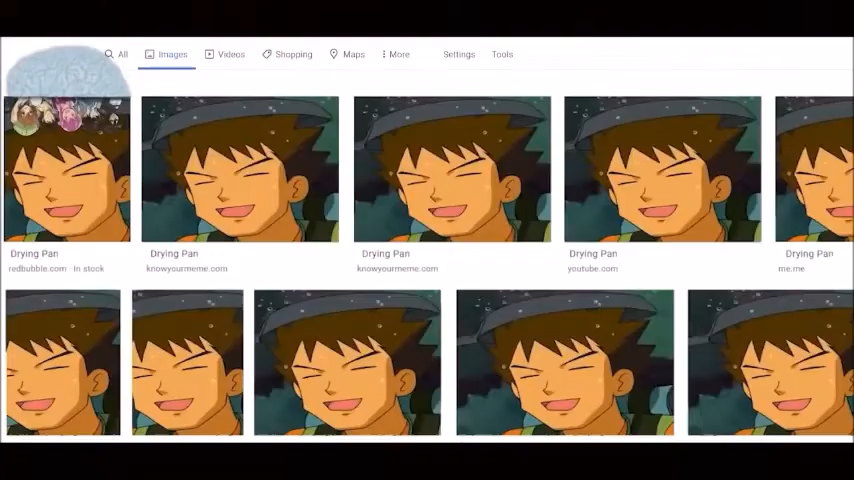 All Images Videos Shopping Maps More Settings Tools
Drying Pan Drying Pan Drying Pan Drying Pan Drying Pan
redbubble.com · In stock knowyourmeme.com knowyourmeme.com youtube.com me.me